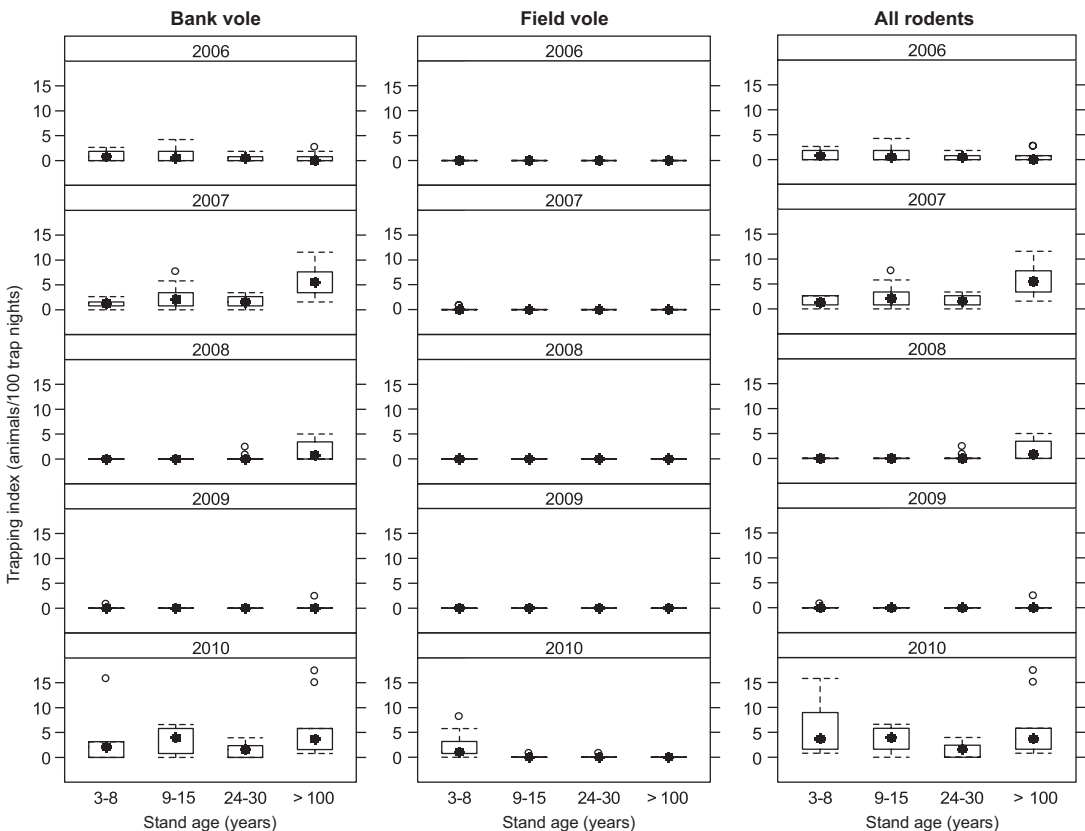 Bank vole Field vole All rodents
2006 2006 2006
15 15 15
10 10 10
5 5 5
0 0 0
2007 2007 2007
15 15 15
10 10 10
5 5 5
0 0 0
2008 2008 2008
15 15 15
10 10 10
5 5 5
0 0 0
2009 2009 2009
15 15 15
10 10 10
5 5 5
0 0 0
2010 2010 2010
15 15 15
10 10 10
5 5 5
0 0 0
3-8 9-15 24-30 > 100 3-8 9-15 24-30 > 100 3-8 9-15 24-30 > 100
Stand age (years) Stand age (years) Stand age (years)
Trapping index (animals/100 trap nights)